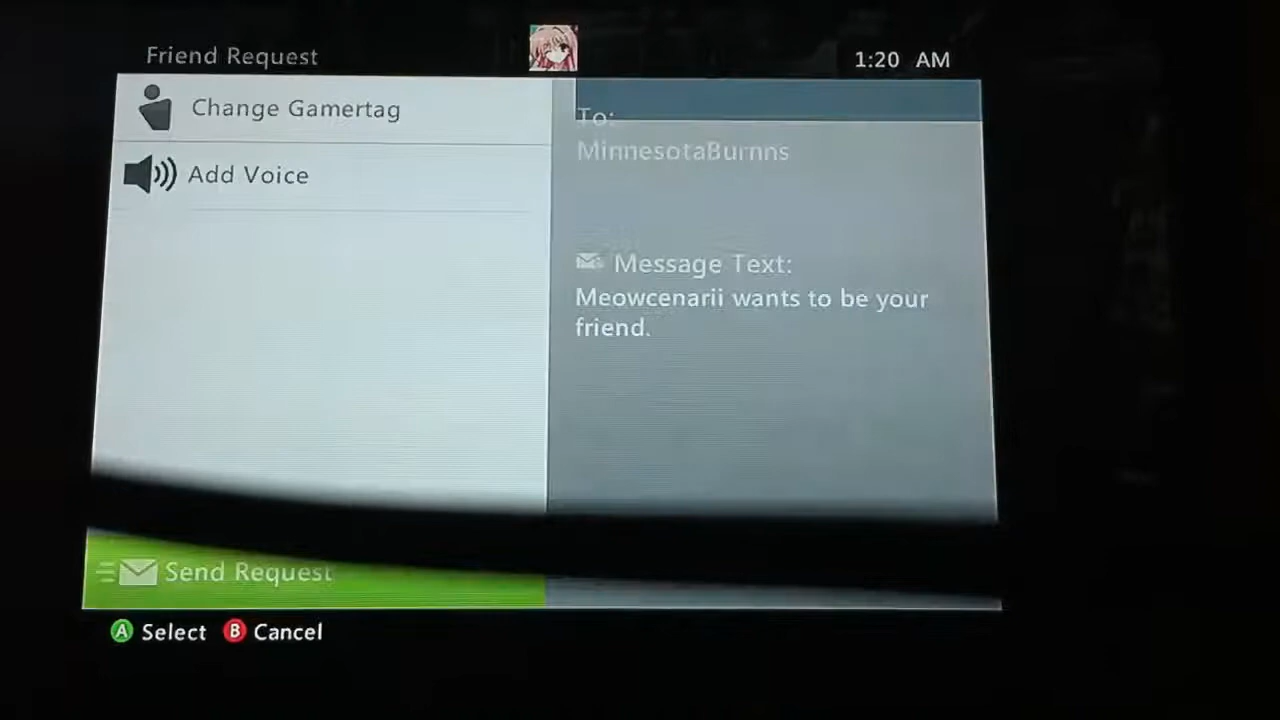 Friend Request
1:20 AM
Change Gamertag
Add Voice
To:
MinnesotaBurnns
Message Text:
Meowcenarii wants to be your
friend.
Send Request
A Select B Cancel